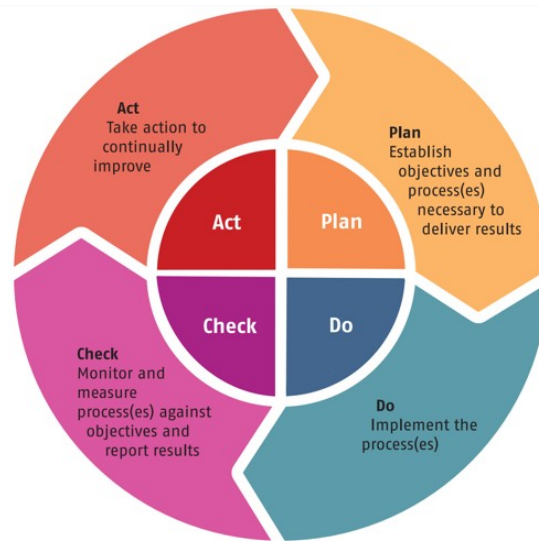 Act
Take action to
continually
improve
Plan
Establish
objectives and
process(es)
necessary to
deliver results
Act
Plan
Check
Do
Check
Monitor and
measure
process(es) against
objectives and
report results
Do
Implement the
process(es)